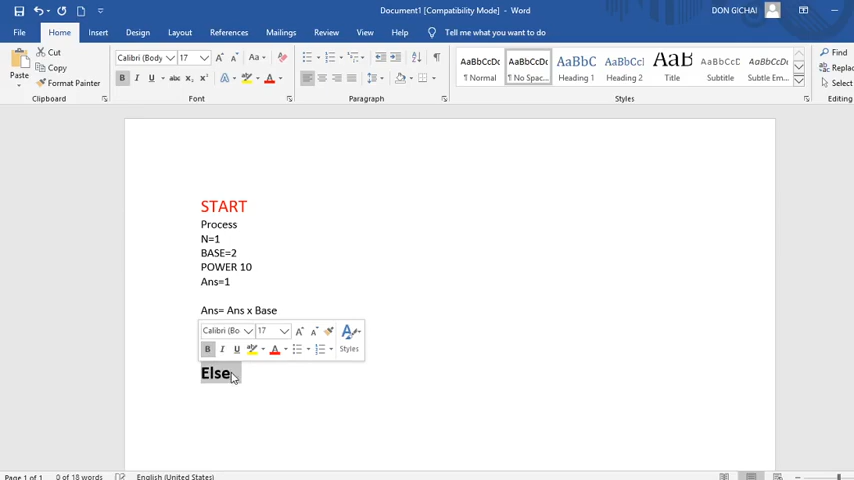 Document1 [Compatibility Mode] - Word
DON GICHAI
File Home Insert Design Layout References Mailings Review View Help Tell me what you want to do
Paste
Cut
Copy
Format Painter
Clipboard
Calibri (Body) 17
Font
Paragraph
AaBbCcDc AaBbCcDc AaBbC AaBbCcI AaB AaBbCcD AaBbCcDc
¶ Normal ¶ No Spac... Heading 1 Heading 2 Title Subtitle Subtle Em...
Styles
Find
Replac
Select
Editing
START
Process
N=1
BASE=2
POWER 10
Ans=1
Ans= Ans x Base
Calibri (Bo 17
B I U
Styles
Else
Page 1 of 1 0 of 18 words English (United States)